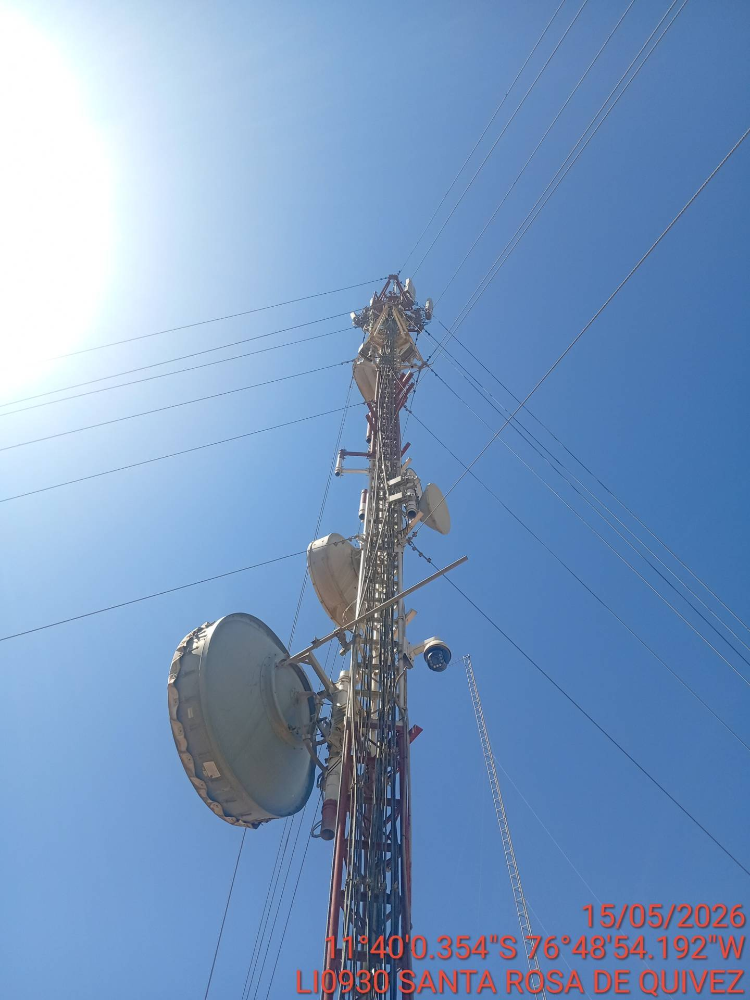 15/05/2026
11°40'0.354"S 76°48'54.192"W
LI0930 SANTA ROSA DE QUIVEZ